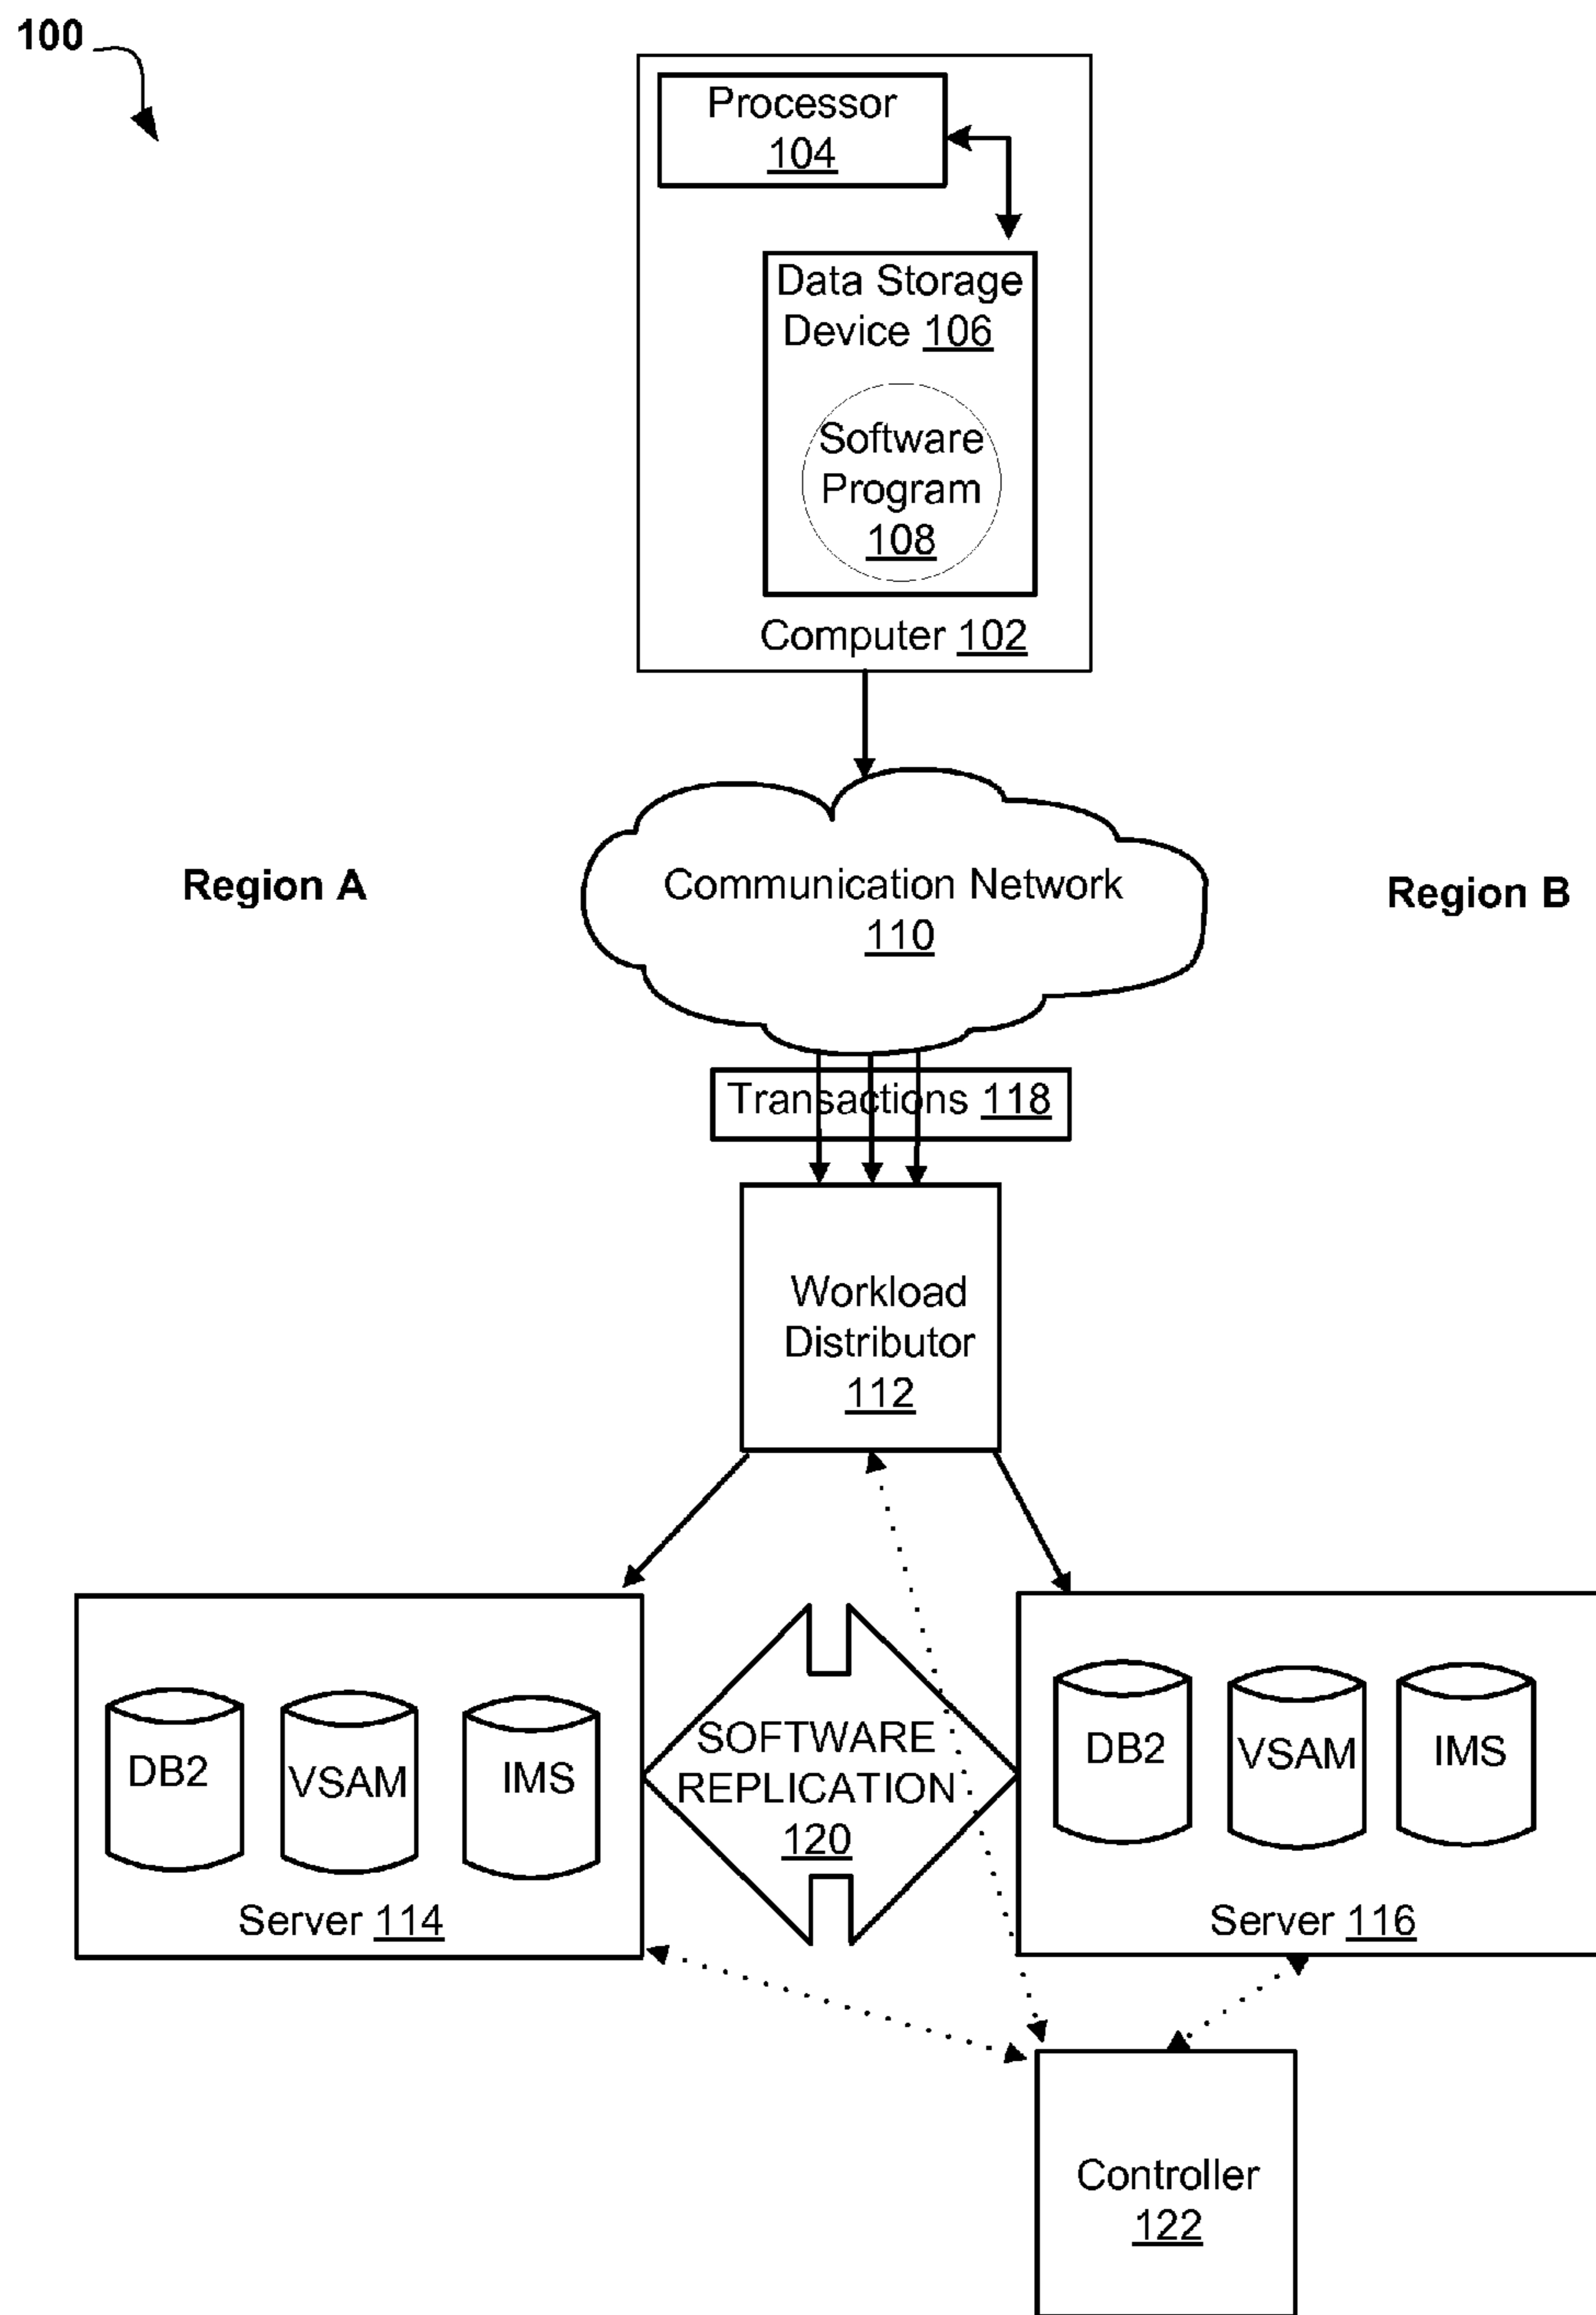 100
Processor
104
Data Storage
Device 106
Software
Program
108
Computer 102
Region A
Communication Network
110
Region B
Transactions 118
Workload
Distributor
112
DB2
VSAM
IMS
Server 114
SOFTWARE
REPLICATION
120
DB2
VSAM
IMS
Server 116
Controller
122